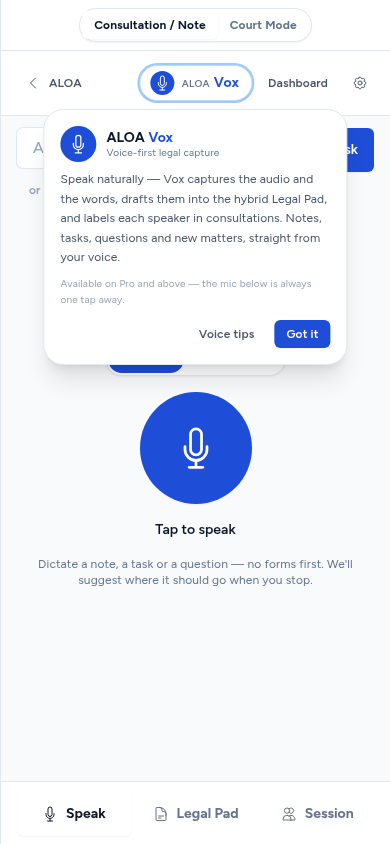 Consultation / Note Court Mode
ALOA ALOA Vox Dashboard
A
sk
or
ALOA Vox
Voice-first legal capture
Speak naturally — Vox captures the audio and
the words, drafts them into the hybrid Legal Pad,
and labels each speaker in consultations. Notes,
tasks, questions and new matters, straight from
your voice.
Available on Pro and above — the mic below is always
one tap away.
Voice tips Got it
Tap to speak
Dictate a note, a task or a question — no forms first. We'll
suggest where it should go when you stop.
Speak Legal Pad Session